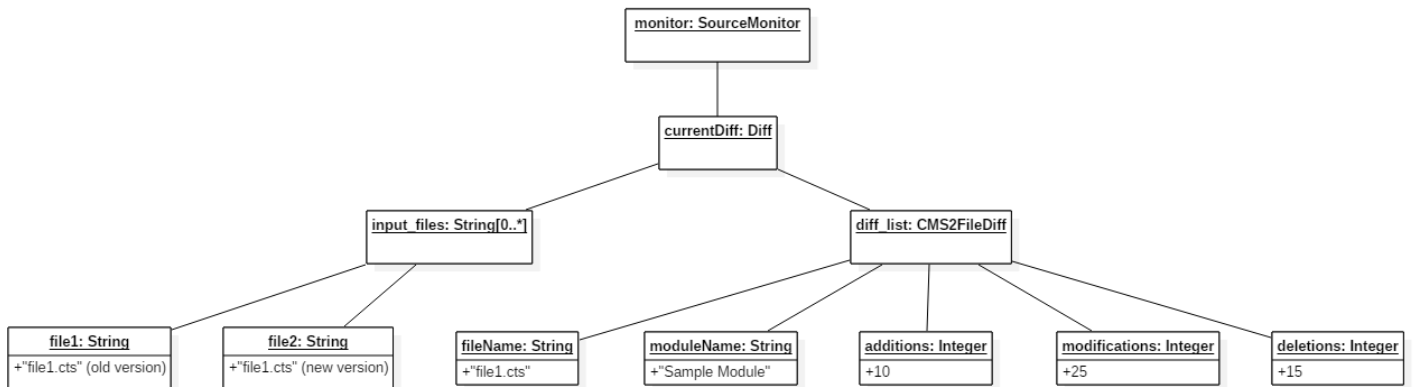 monitor: SourceMonitor
currentDiff: Diff
input_files: String[0..*]
diff_list: CMS2FileDiff
file1: String
+"file1.cts" (old version)
file2: String
+"file1.cts" (new version)
fileName: String
+"file1.cts"
moduleName: String
+"Sample Module"
additions: Integer
+10
modifications: Integer
+25
deletions: Integer
+15